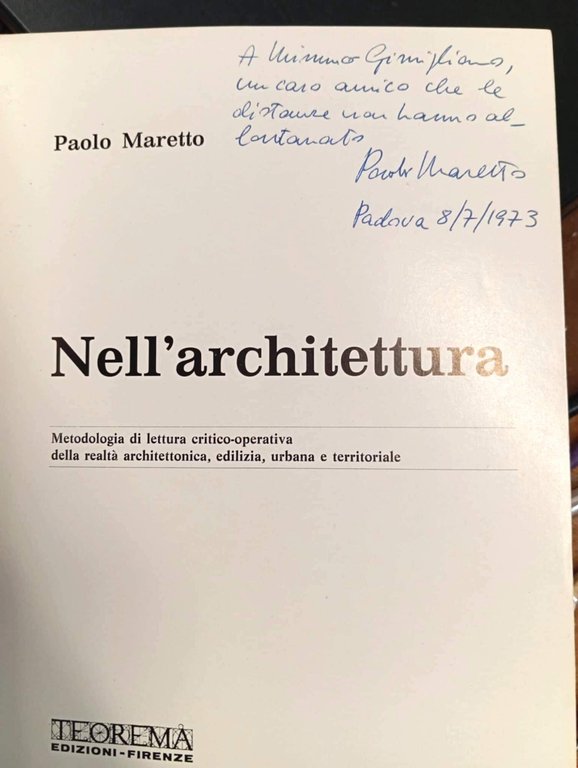 A Mimmo Gimigliano,
un caro amico che le
distanze non hanno al-
lontanato
Paolo Maretto
Padova 8/7/1973
Paolo Maretto
Nell'architettura
Metodologia di lettura critico-operativa
della realtà architettonica, edilizia, urbana e territoriale
TEOREMA
EDIZIONI-FIRENZE